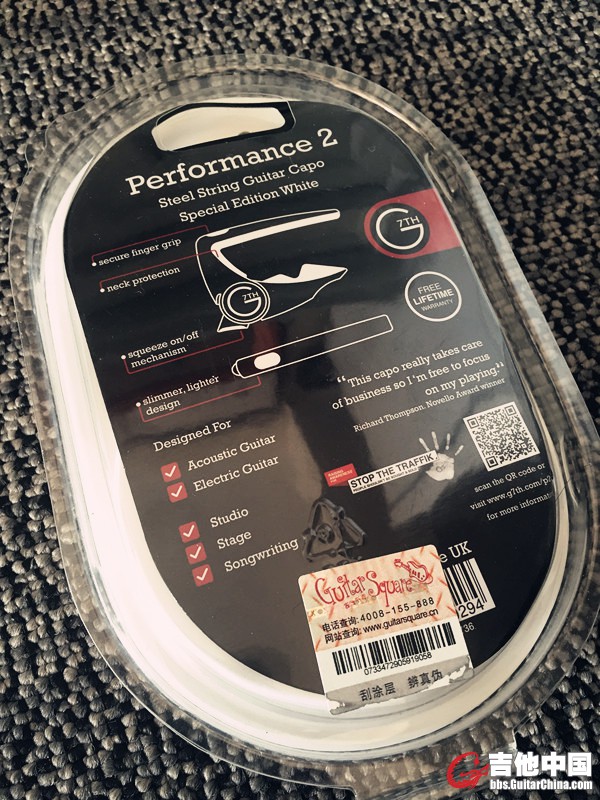 Performance 2
Steel String Guitar Capo
Special Edition White
secure finger grip
neck protection
squeeze on/off
mechanism
slimmer, lighter
design
G 7TH
G 7TH
FREE
LIFETIME
WARRANTY
“This capo really takes care
of business so I'm free to focus
on my playing.”
Richard Thompson, Novello Award winner
Designed For
Acoustic Guitar
Electric Guitar
Studio
Stage
Songwriting
STOP THE TRAFFIK
scan the QR code or
visit www.g7th.com/p2
for more informat
UK
294
36
Guitar Square
电话查询: 4008-155-888
网站查询: www.guitarsquare.cn
0733472905919058
刮涂层 辨真伪
吉他中国
bbs.GuitarChina.com